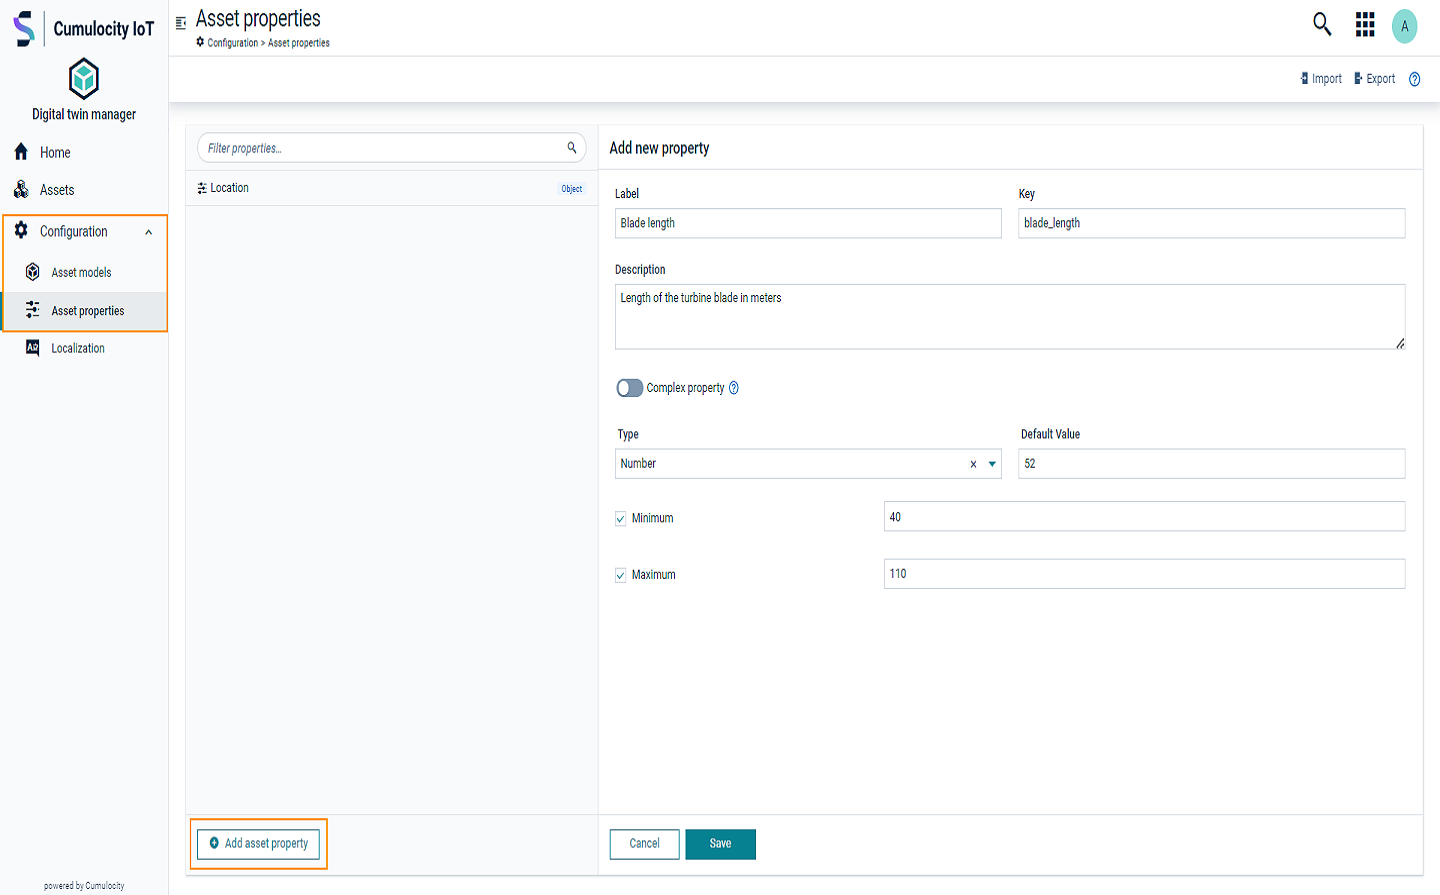 Cumulocity IoT
Digital twin manager
Home
Assets
Configuration
Asset models
Asset properties
Localization
powered by Cumulocity
Asset properties
Configuration > Asset properties
A
Import
Export
Filter properties...
Location
Object
Add asset property
Add new property
Label
Key
Blade length
blade_length
Description
Length of the turbine blade in meters
Complex property
Type
Default Value
Number
52
Minimum
40
Maximum
110
Cancel
Save